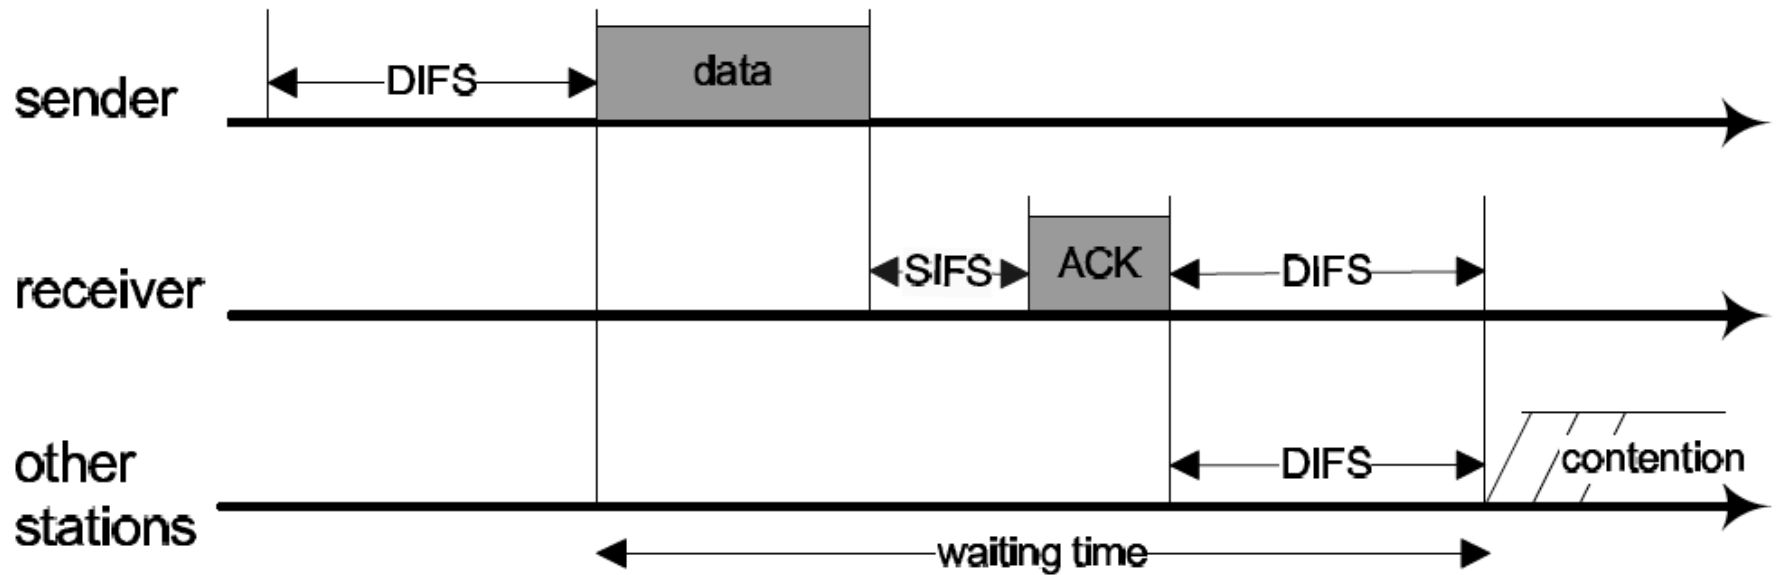 DIFS
data
sender
SIFS
ACK
DIFS
receiver
DIFS
contention
other
stations
waiting time